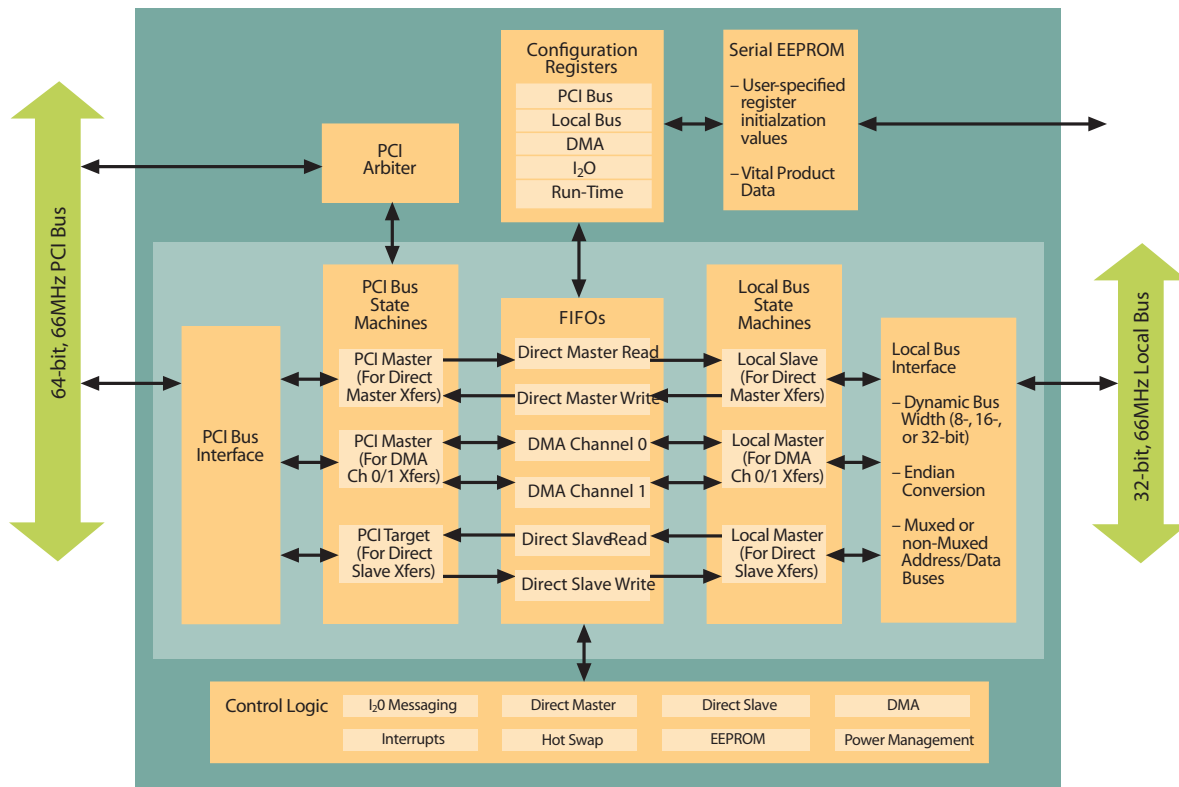 64-bit, 66MHz PCI Bus
PCI
Arbiter
Configuration
Registers
PCI Bus
Local Bus
DMA
I₂O
Run-Time
Serial EEPROM
– User-specified
register
initialzation
values
– Vital Product
Data
PCI Bus
Interface
PCI Bus
State
Machines
PCI Master
(For Direct
Master Xfers)
PCI Master
(For DMA
Ch 0/1 Xfers)
PCI Target
(For Direct
Slave Xfers)
FIFOs
Direct Master Read
Direct Master Write
DMA Channel 0
DMA Channel 1
Direct Slave Read
Direct Slave Write
Local Bus
State
Machines
Local Slave
(For Direct
Master Xfers)
Local Master
(For DMA
Ch 0/1 Xfers)
Local Master
(For Direct
Slave Xfers)
Local Bus
Interface
– Dynamic Bus
Width (8-, 16-,
or 32-bit)
– Endian
Conversion
– Muxed or
non-Muxed
Address/Data
Buses
32-bit, 66MHz Local Bus
Control Logic
I₂0 Messaging
Direct Master
Direct Slave
DMA
Interrupts
Hot Swap
EEPROM
Power Management